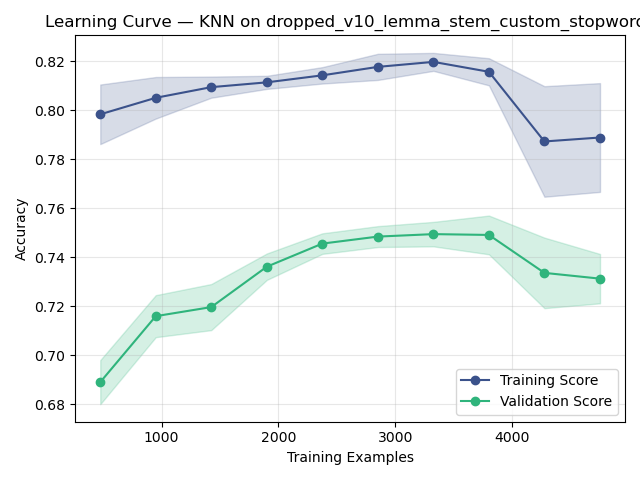 Learning Curve — KNN on dropped_v10_lemma_stem_custom_stopword
0.82
0.80
0.78
0.76
0.74
0.72
0.70
0.68
Accuracy
1000 2000 3000 4000
Training Examples
Training Score
Validation Score